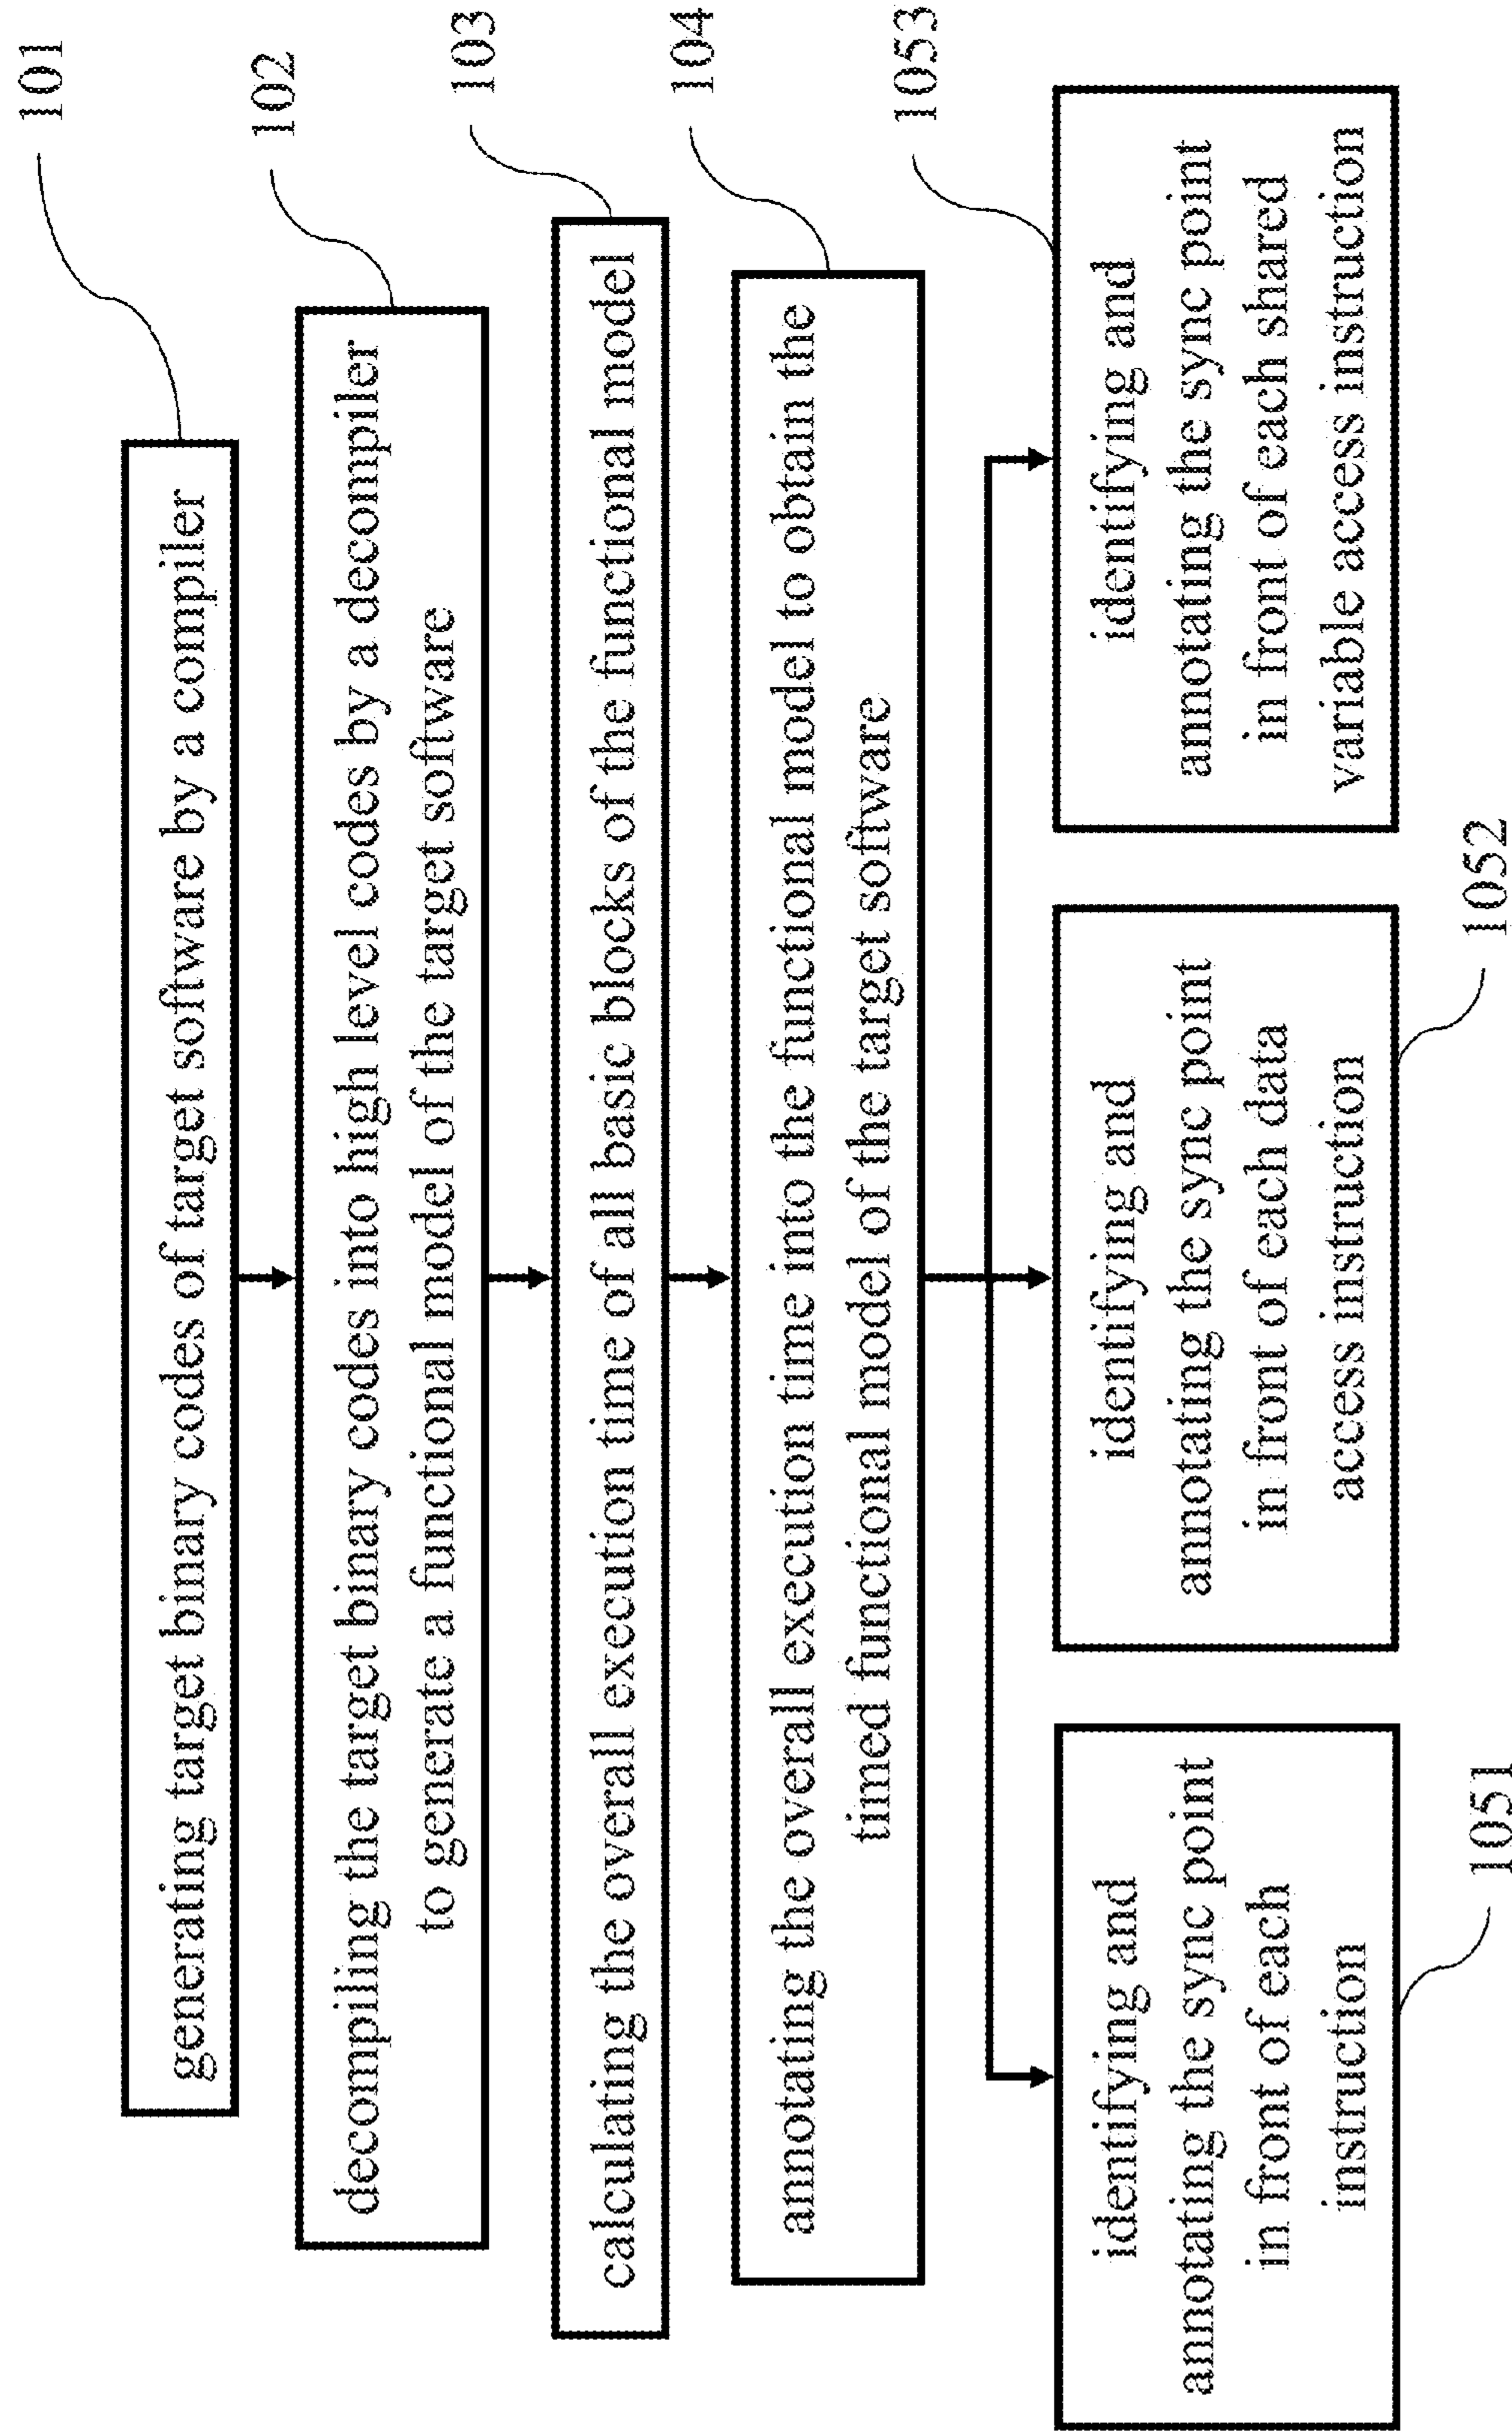 generating target binary codes of target software by a compiler
101
decompiling the target binary codes into high level codes by a decompiler
to generate a functional model of the target software
102
calculating the overall execution time of all basic blocks of the functional model
103
annotating the overall execution time into the functional model to obtain the
timed functional model of the target software
104
identifying and
annotating the sync point
in front of each
instruction
1051
identifying and
annotating the sync point
in front of each data
access instruction
1052
identifying and
annotating the sync point
in front of each shared
variable access instruction
1053